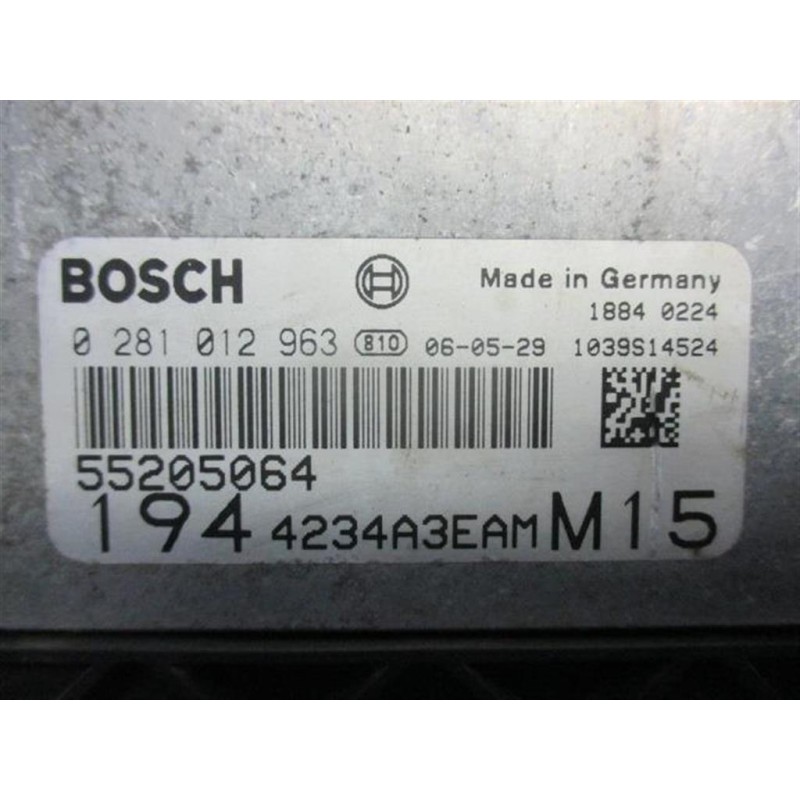 BOSCH Made in Germany
1884 0224
0 281 012 963 810 06-05-29 1039S14524
55205064
194 4234A3EAM M15